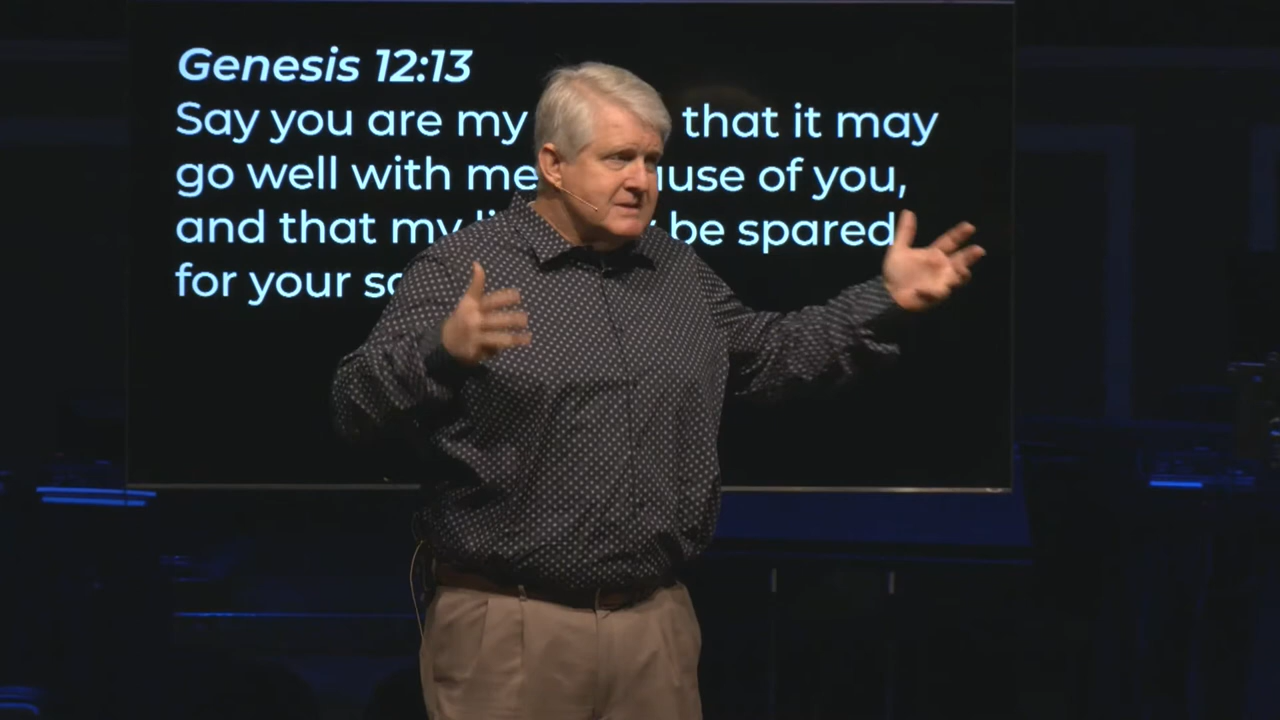 Genesis 12:13
Say you are my that it may
go well with me of you,
and that my be spared
for your